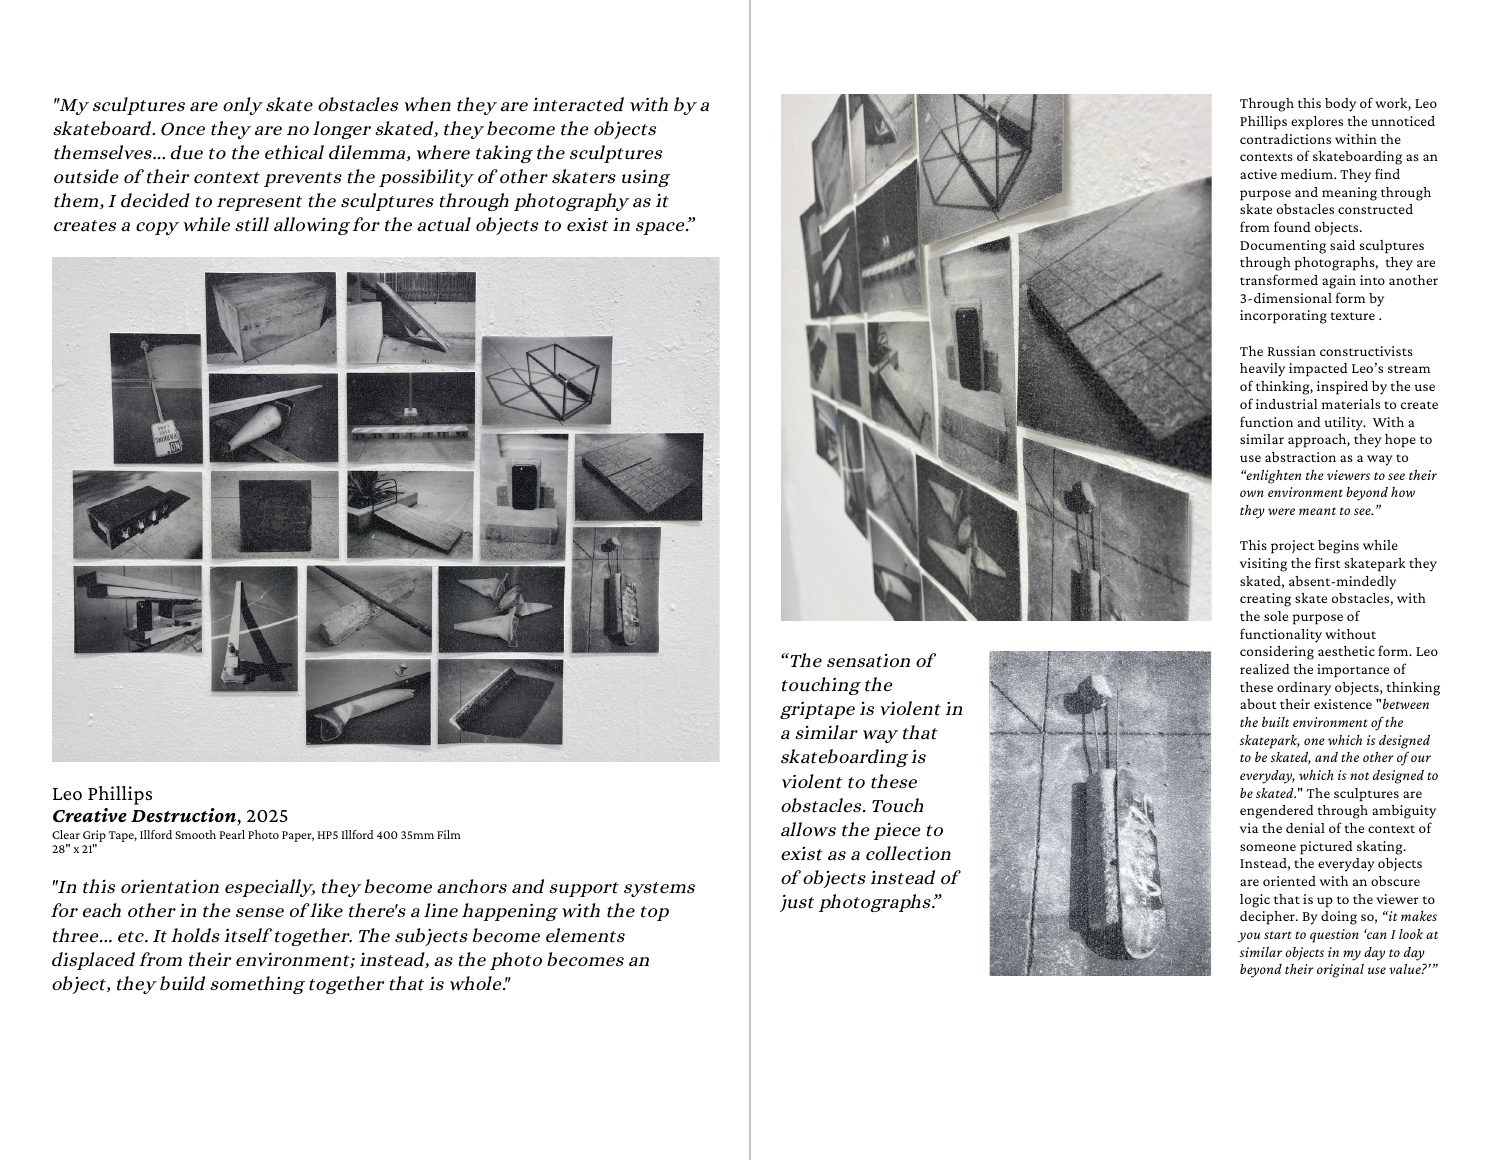 "My sculptures are only skate obstacles when they are interacted with by a
skateboard. Once they are no longer skated, they become the objects
themselves... due to the ethical dilemma, where taking the sculptures
outside of their context prevents the possibility of other skaters using
them, I decided to represent the sculptures through photography as it
creates a copy while still allowing for the actual objects to exist in space.”
NO
PARKING
Leo Phillips
Creative Destruction, 2025
Clear Grip Tape, Illford Smooth Pearl Photo Paper, HP5 Illford 400 35mm Film
28" x 21"
"In this orientation especially, they become anchors and support systems
for each other in the sense of like there's a line happening with the top
three... etc. It holds itself together. The subjects become elements
displaced from their environment; instead, as the photo becomes an
object, they build something together that is whole."
“The sensation of
touching the
griptape is violent in
a similar way that
skateboarding is
violent to these
obstacles. Touch
allows the piece to
exist as a collection
of objects instead of
just photographs.”
Through this body of work, Leo
Phillips explores the unnoticed
contradictions within the
contexts of skateboarding as an
active medium. They find
purpose and meaning through
skate obstacles constructed
from found objects.
Documenting said sculptures
through photographs,  they are
transformed again into another
3-dimensional form by
incorporating texture .
The Russian constructivists
heavily impacted Leo’s stream
of thinking, inspired by the use
of industrial materials to create
function and utility.  With a
similar approach, they hope to
use abstraction as a way to
“enlighten the viewers to see their
own environment beyond how
they were meant to see.”
This project begins while
visiting the first skatepark they
skated, absent-mindedly
creating skate obstacles, with
the sole purpose of
functionality without
considering aesthetic form. Leo
realized the importance of
these ordinary objects, thinking
about their existence "between
the built environment of the
skatepark, one which is designed
to be skated, and the other of our
everyday, which is not designed to
be skated." The sculptures are
engendered through ambiguity
via the denial of the context of
someone pictured skating.
Instead, the everyday objects
are oriented with an obscure
logic that is up to the viewer to
decipher. By doing so, “it makes
you start to question ‘can I look at
similar objects in my day to day
beyond their original use value?’”